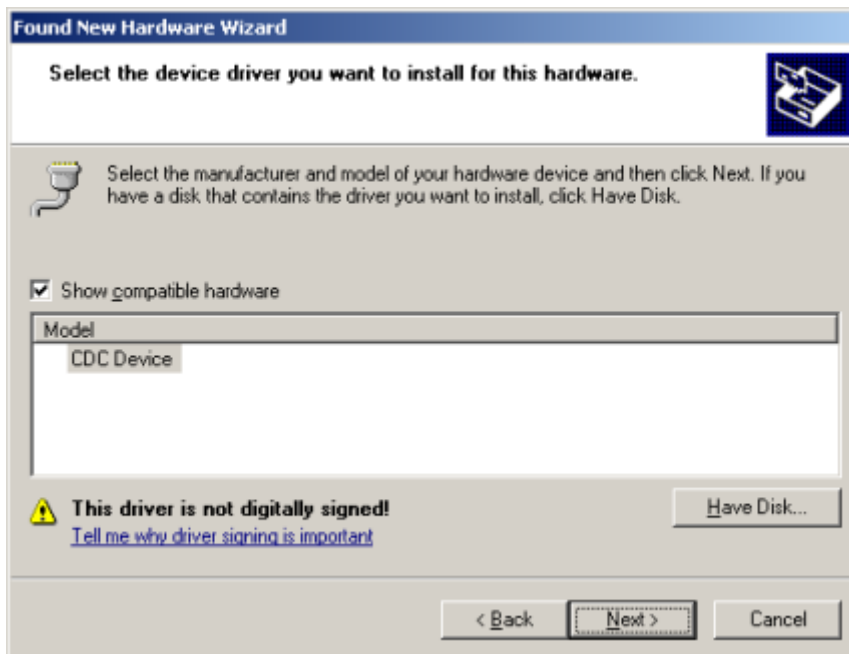 Found New Hardware Wizard
Select the device driver you want to install for this hardware.
Select the manufacturer and model of your hardware device and then click Next. If you
have a disk that contains the driver you want to install, click Have Disk.
Show compatible hardware
Model
CDC Device
This driver is not digitally signed!
Have Disk...
Tell me why driver signing is important
< Back
Next >
Cancel